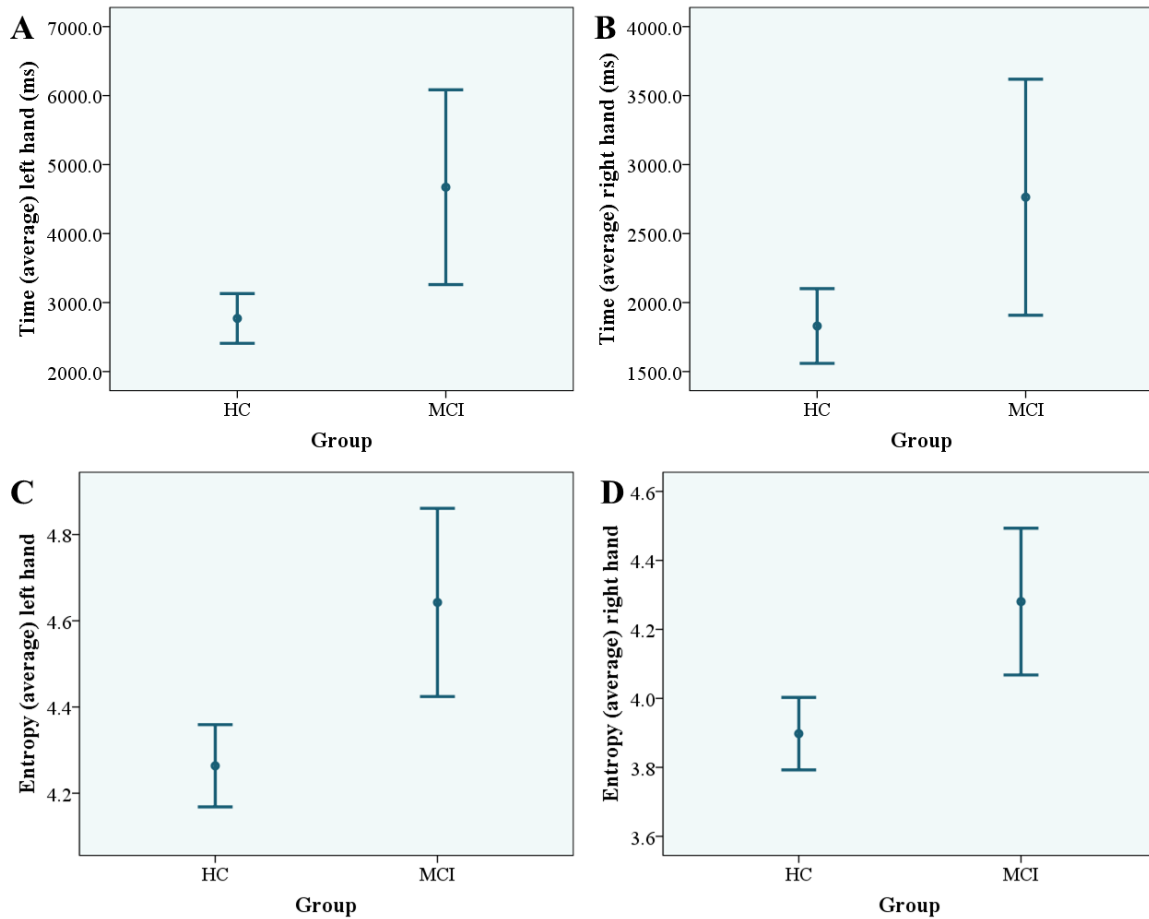 A
Time (average) left hand (ms)
7000.0
6000.0
5000.0
4000.0
3000.0
2000.0
HC
MCI
Group
B
Time (average) right hand (ms)
4000.0
3500.0
3000.0
2500.0
2000.0
1500.0
HC
MCI
Group
C
Entropy (average) left hand
4.8
4.6
4.4
4.2
HC
MCI
Group
D
Entropy (average) right hand
4.6
4.4
4.2
4.0
3.8
3.6
HC
MCI
Group